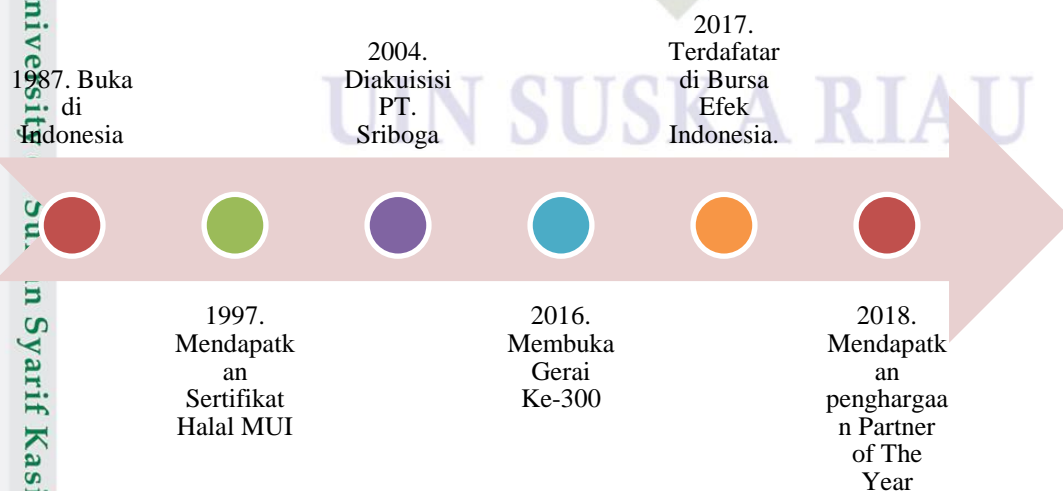 1987. Buka
di
Indonesia
1997.
Mendapatk
an
Sertifikat
Halal MUI
2004.
Diakuisisi
PT.
Sriboga
2016.
Membuka
Gerai
Ke-300
2017.
Terdafatar
di Bursa
Efek
Indonesia.
2018.
Mendapatk
an
penghargaa
n Partner
of The
Year
UIN SUSKA RIAU
Syarif